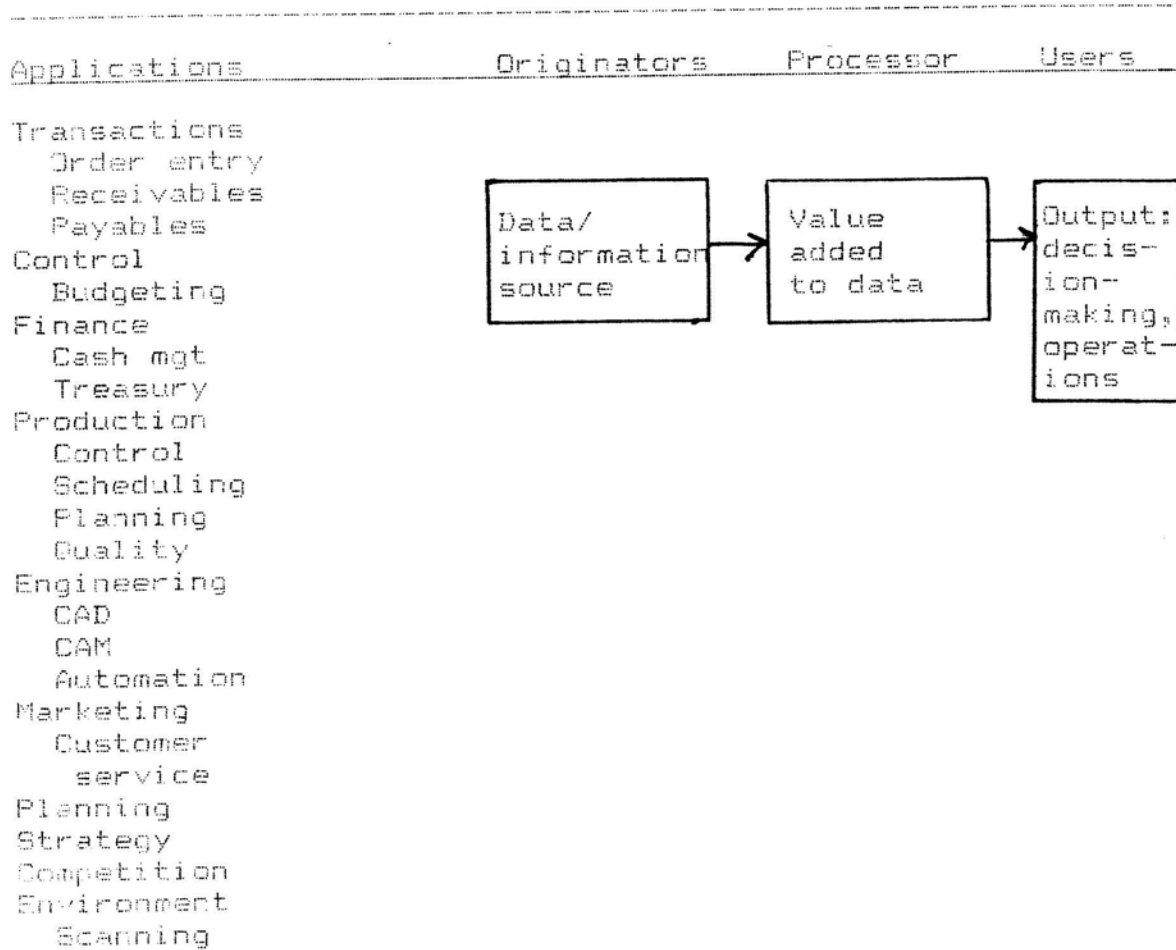 Applications Originators Processor Users
Transactions
Order entry
Receivables
Payables
Control
Budgeting
Finance
Cash mgt
Treasury
Production
Control
Scheduling
Planning
Quality
Engineering
CAD
CAM
Automation
Marketing
Customer
service
Planning
Strategy
Competition
Environment
Scanning
Data/
information
source
Value
added
to data
Output:
decis-
ion-
making,
operat-
ions